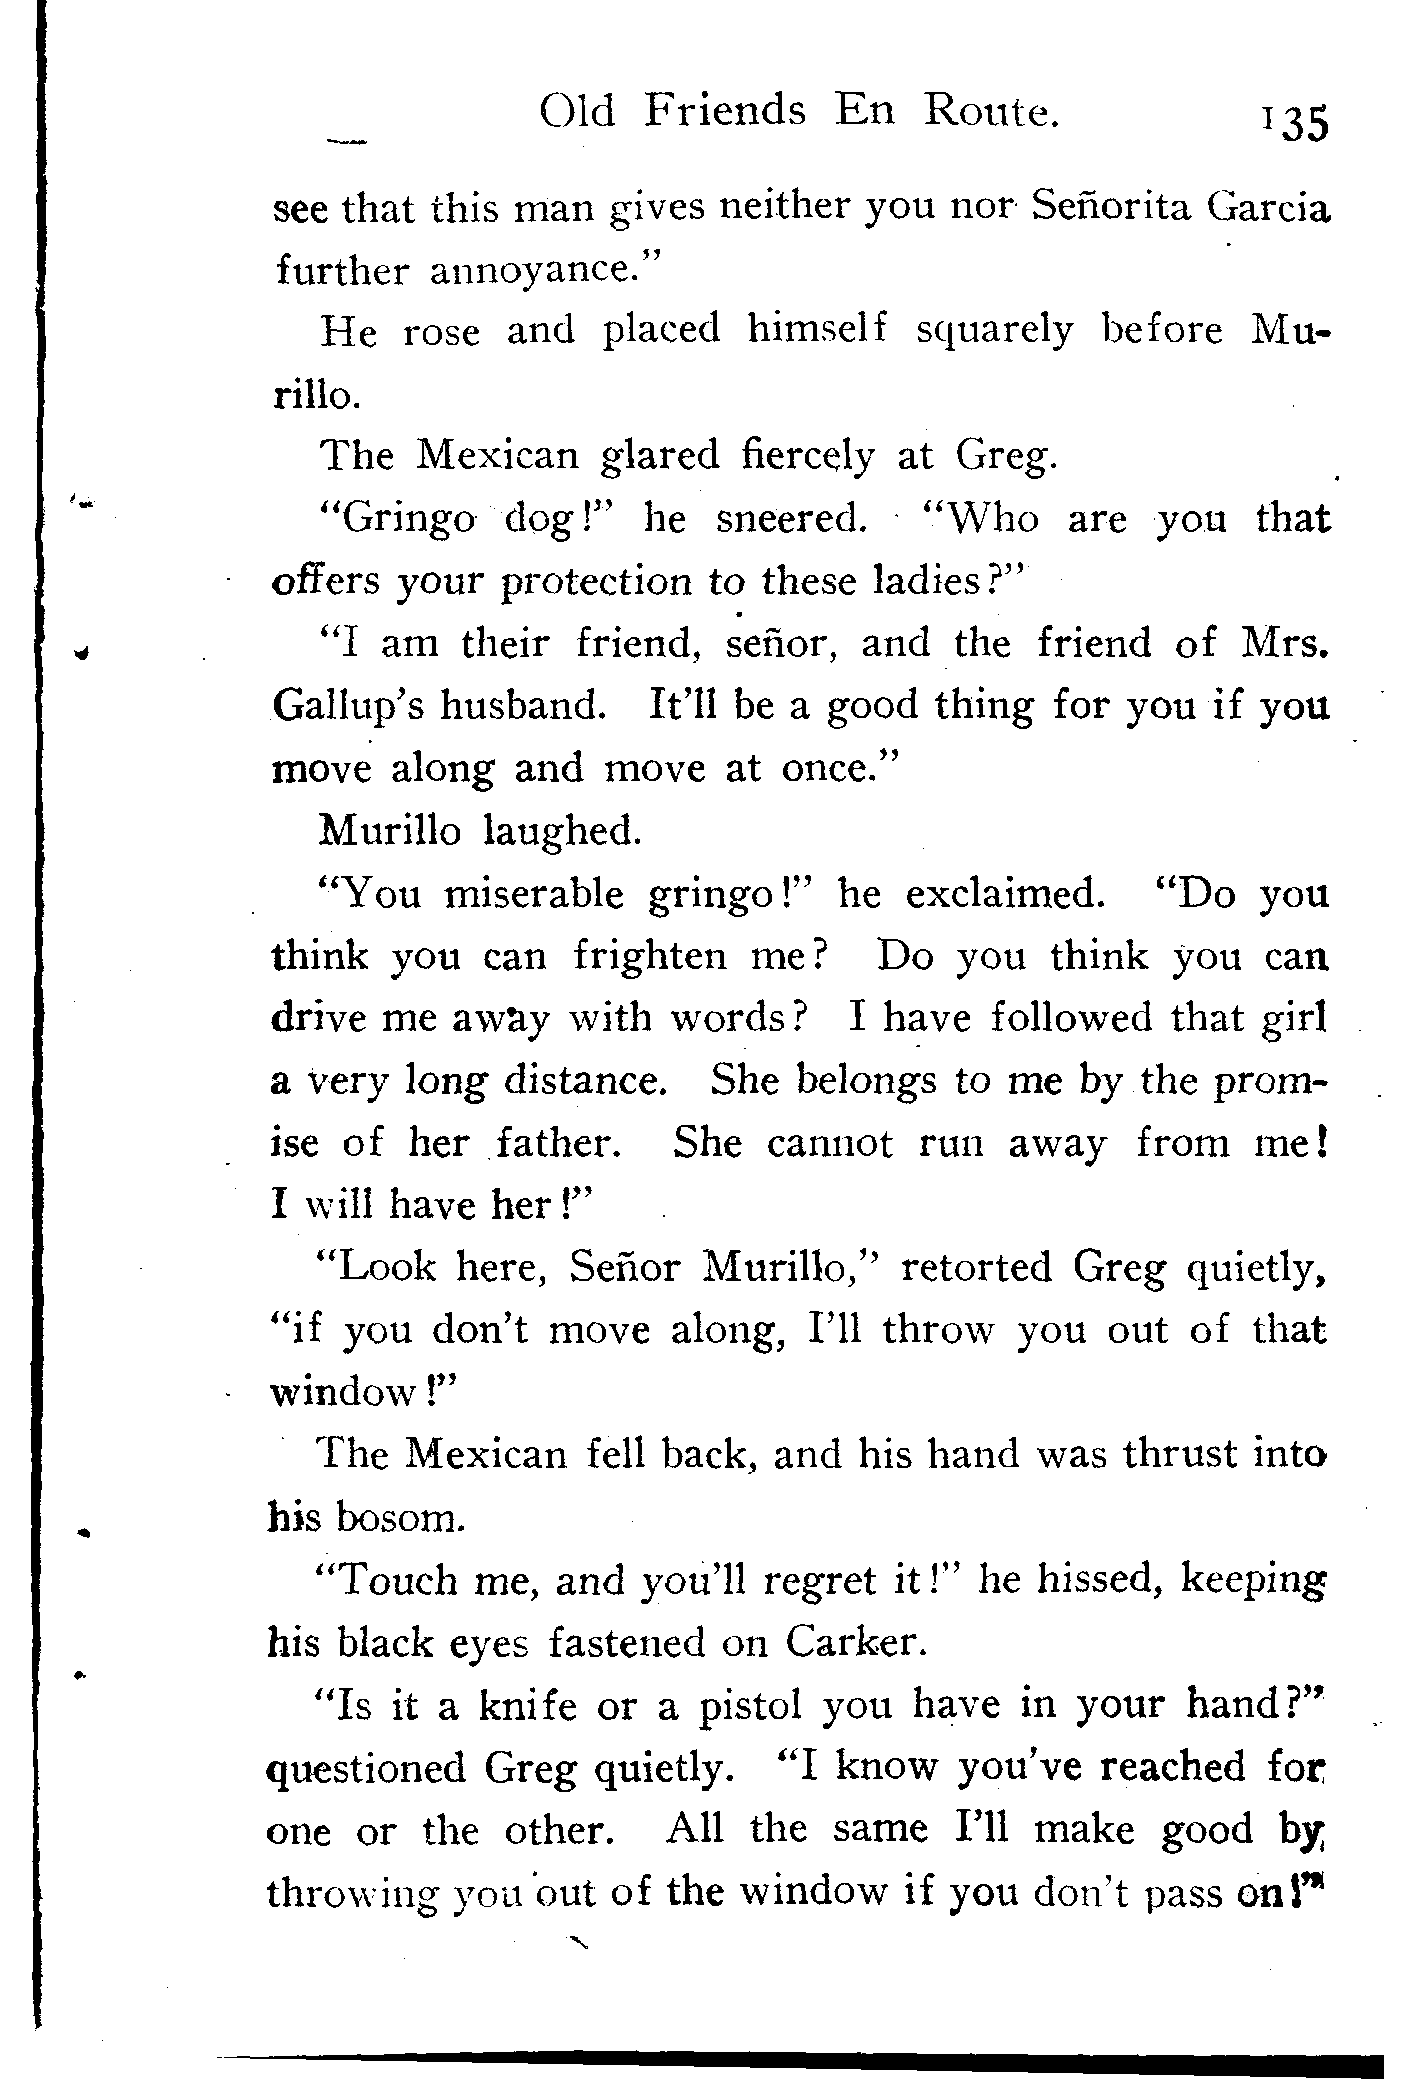 Old Friends En Route. 135
see that this man gives neither you nor Señorita Garcia
further annoyance.”
He rose and placed himself squarely before Mu-
rillo.
The Mexican glared fiercely at Greg.
“Gringo dog!” he sneered. “Who are you that
offers your protection to these ladies?”
“I am their friend, señor, and the friend of Mrs.
Gallup’s husband. It’ll be a good thing for you if you
move along and move at once.”
Murillo laughed.
“You miserable gringo!” he exclaimed. “Do you
think you can frighten me? Do you think you can
drive me away with words? I have followed that girl
a very long distance. She belongs to me by the prom-
ise of her father. She cannot run away from me!
I will have her!”
“Look here, Señor Murillo,” retorted Greg quietly,
“if you don’t move along, I’ll throw you out of that
window!”
The Mexican fell back, and his hand was thrust into
his bosom.
“Touch me, and you’ll regret it!” he hissed, keeping
his black eyes fastened on Carker.
“Is it a knife or a pistol you have in your hand?”
questioned Greg quietly. “I know you’ve reached for
one or the other. All the same I’ll make good by
throwing you out of the window if you don’t pass on!”